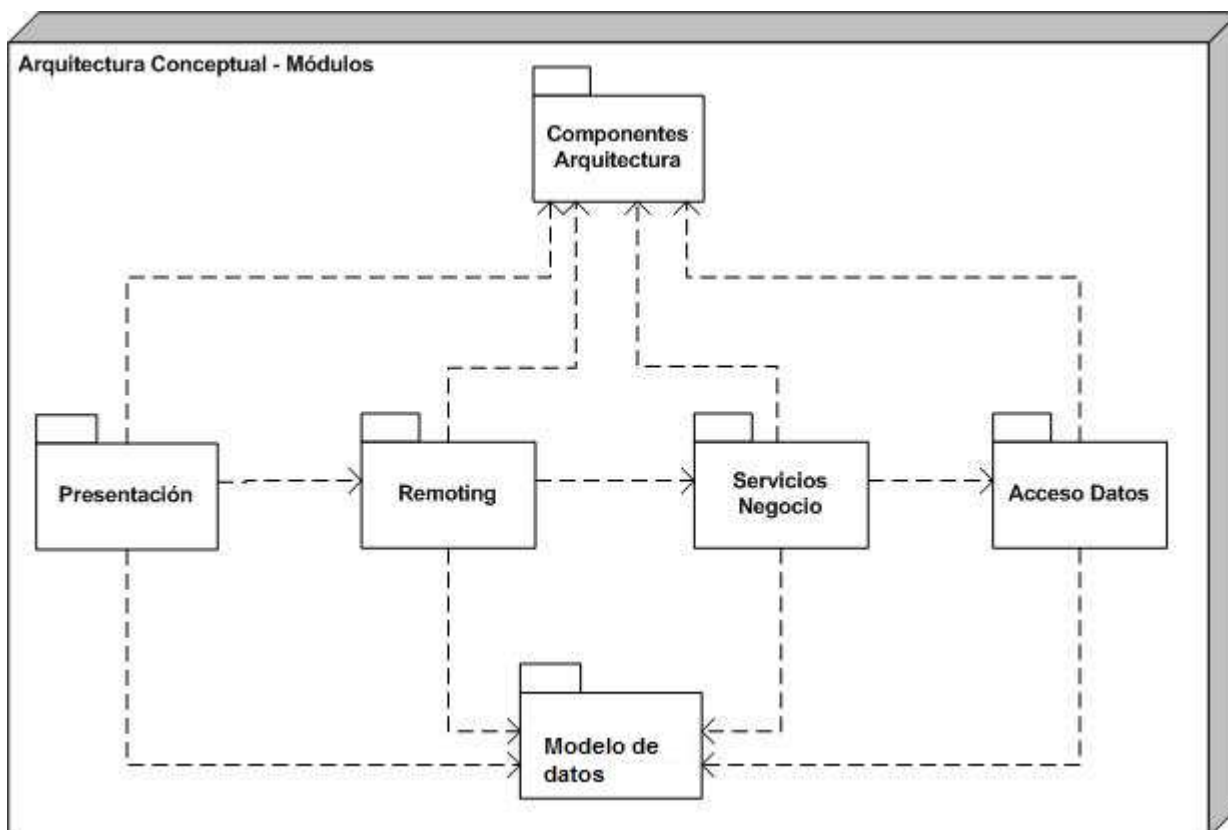 Arquitectura Conceptual - Módulos
Componentes
Arquitectura
Presentación
Remoting
Servicios
Negocio
Acceso Datos
Modelo de
datos